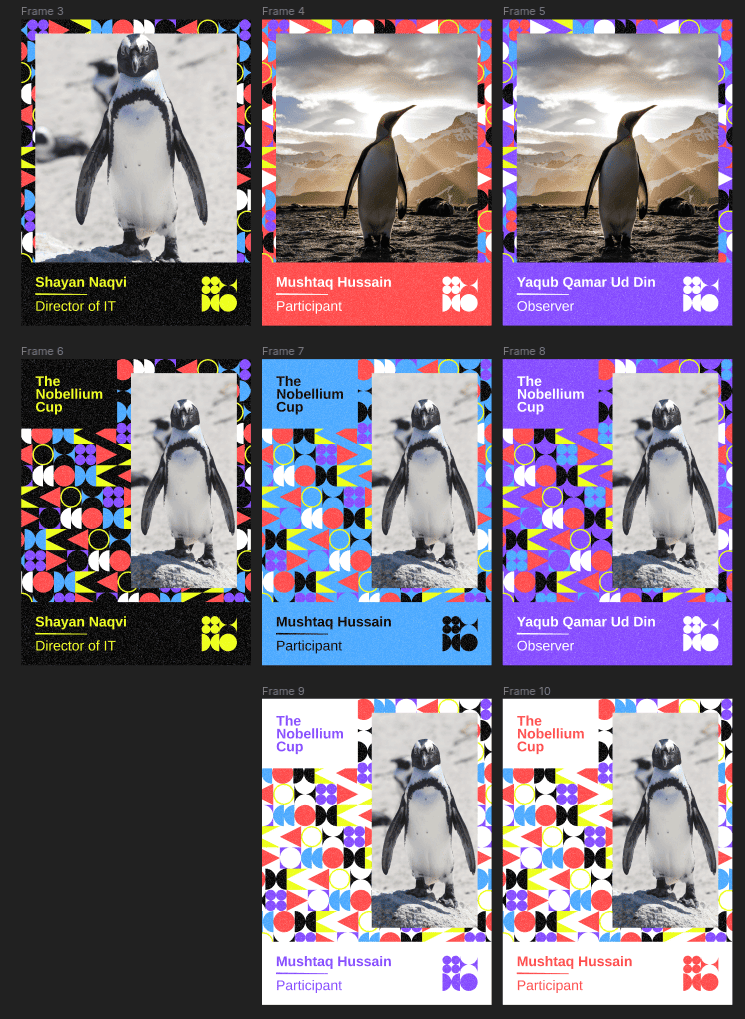 Frame 3
Frame 4
Frame 5
Shayan Naqvi
Director of IT
Mushtaq Hussain
Participant
Yaqub Qamar Ud Din
Observer
Frame 6
Frame 7
Frame 8
The
Nobellium
Cup
The
Nobellium
Cup
The
Nobellium
Cup
Shayan Naqvi
Director of IT
Mushtaq Hussain
Participant
Yaqub Qamar Ud Din
Observer
Frame 9
Frame 10
The
Nobellium
Cup
The
Nobellium
Cup
Mushtaq Hussain
Participant
Mushtaq Hussain
Participant